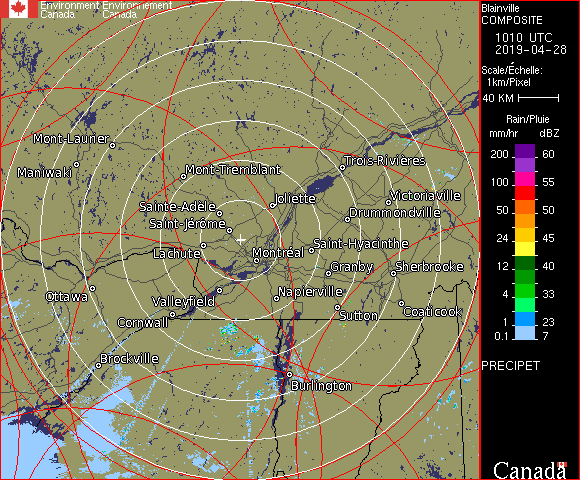 Environment Environnement
Canada Canada
Blainville
COMPOSITE
1010 UTC
2019-04-28
Scale/Échelle:
1km/Pixel
40 KM
Rain/Pluie
mm/hr dBZ
200 60
100 55
50 50
24 45
12 40
4 33
1 23
0.1 7
PRECIPET
Canada
Mont-Laurier
Maniwaki
Mont-Tremblant
Trois-Rivières
Joliette
Victoriaville
Sainte-Adèle
Drummondville
Saint-Jérôme
Lachute
Montréal
Saint-Hyacinthe
Granby
Sherbrooke
Ottawa
Valleyfield
Napierville
Cornwall
Sutton
Coaticook
Brockville
Burlington